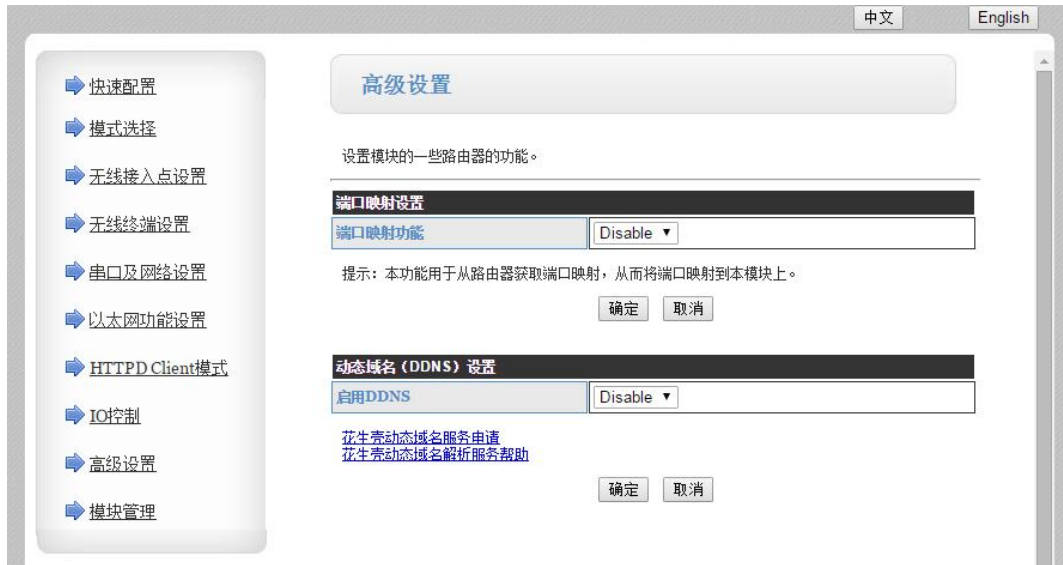 中文 English
快速配置
模式选择
无线接入点设置
无线终端设置
串口及网络设置
以太网功能设置
HTTPD Client模式
IO控制
高级设置
模块管理
高级设置
设置模块的一些路由器的功能。
端口映射设置
端口映射功能 Disable
提示：本功能用于从路由器获取端口映射，从而将端口映射到本模块上。
确定 取消
动态域名（DDNS）设置
启用DDNS Disable
花生壳动态域名服务申请
花生壳动态域名解析服务帮助
确定 取消